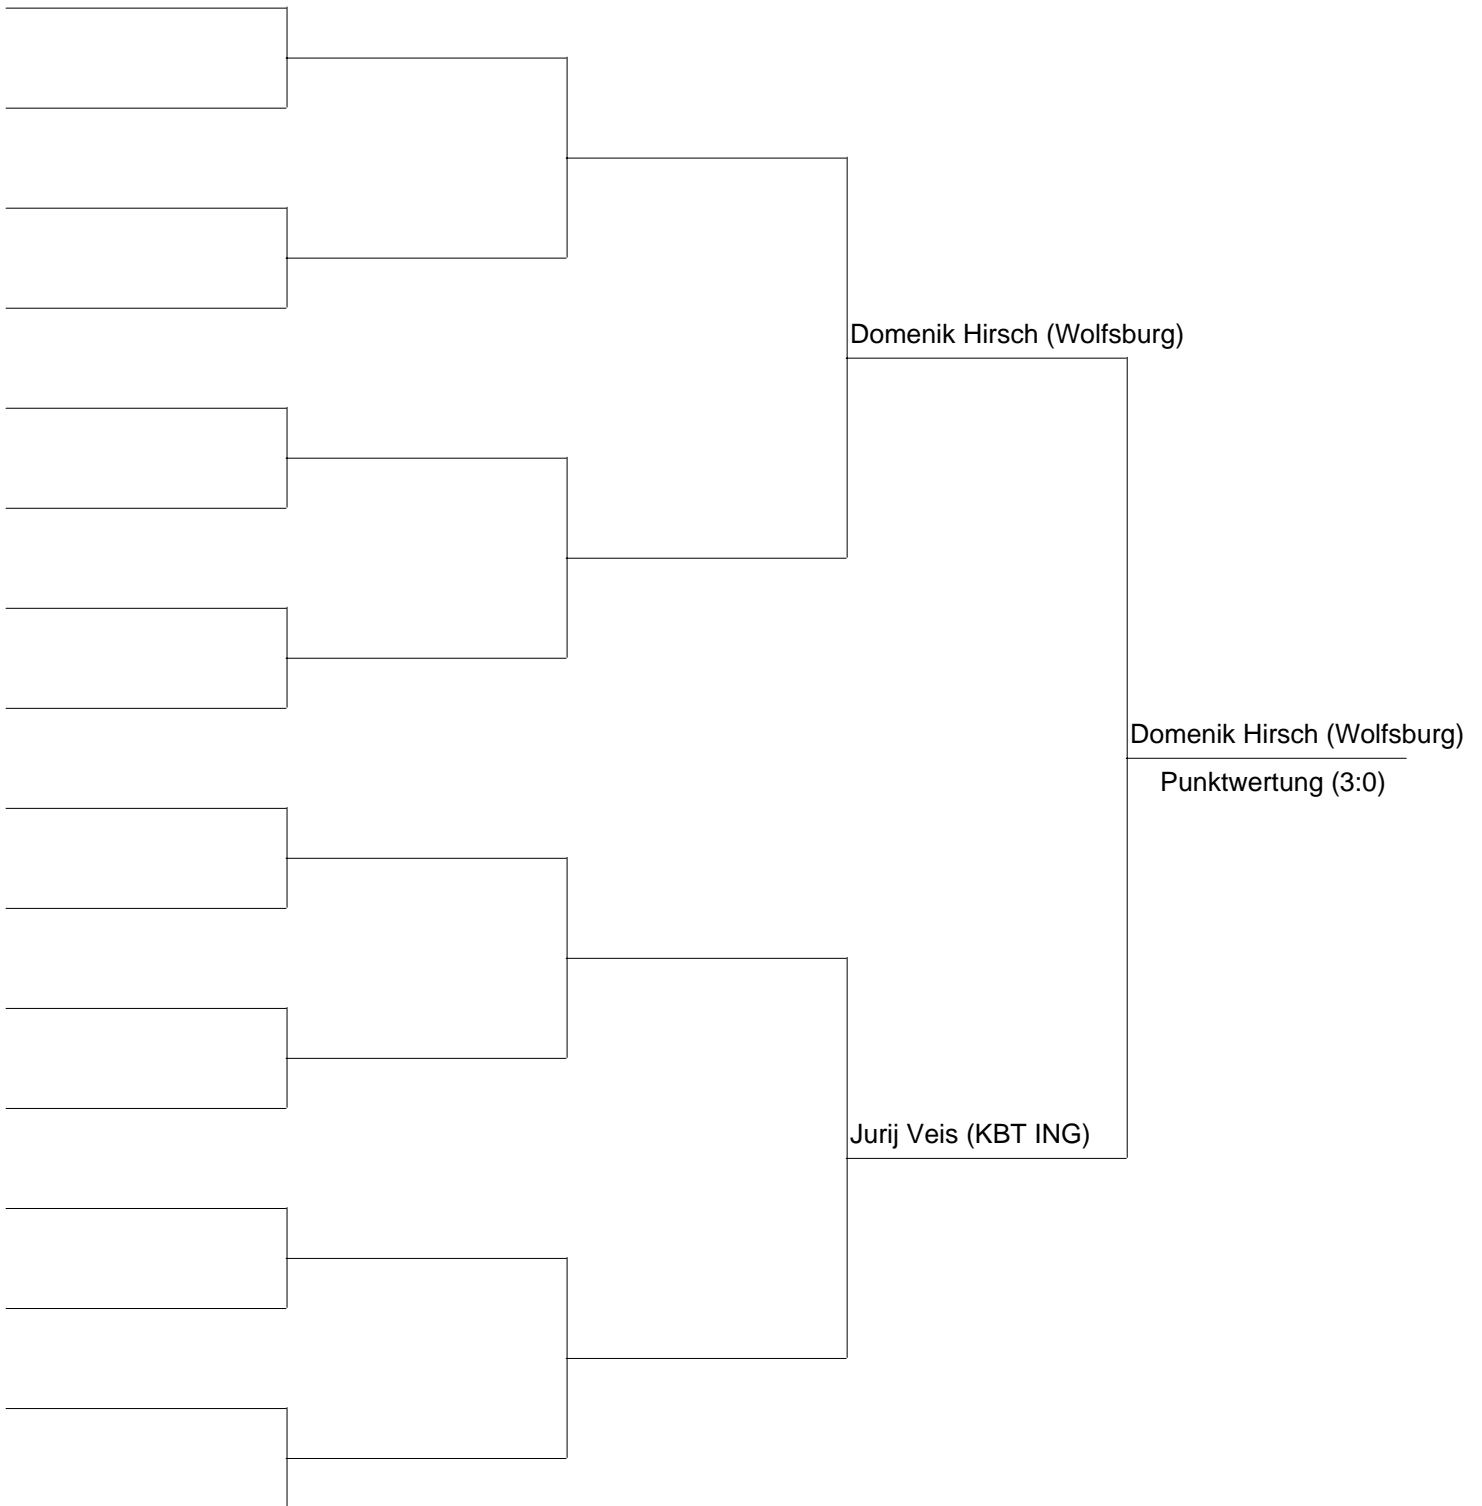 Domenik Hirsch (Wolfsburg)
Domenik Hirsch (Wolfsburg)
Punktwertung (3:0)
Jurij Veis (KBT ING)